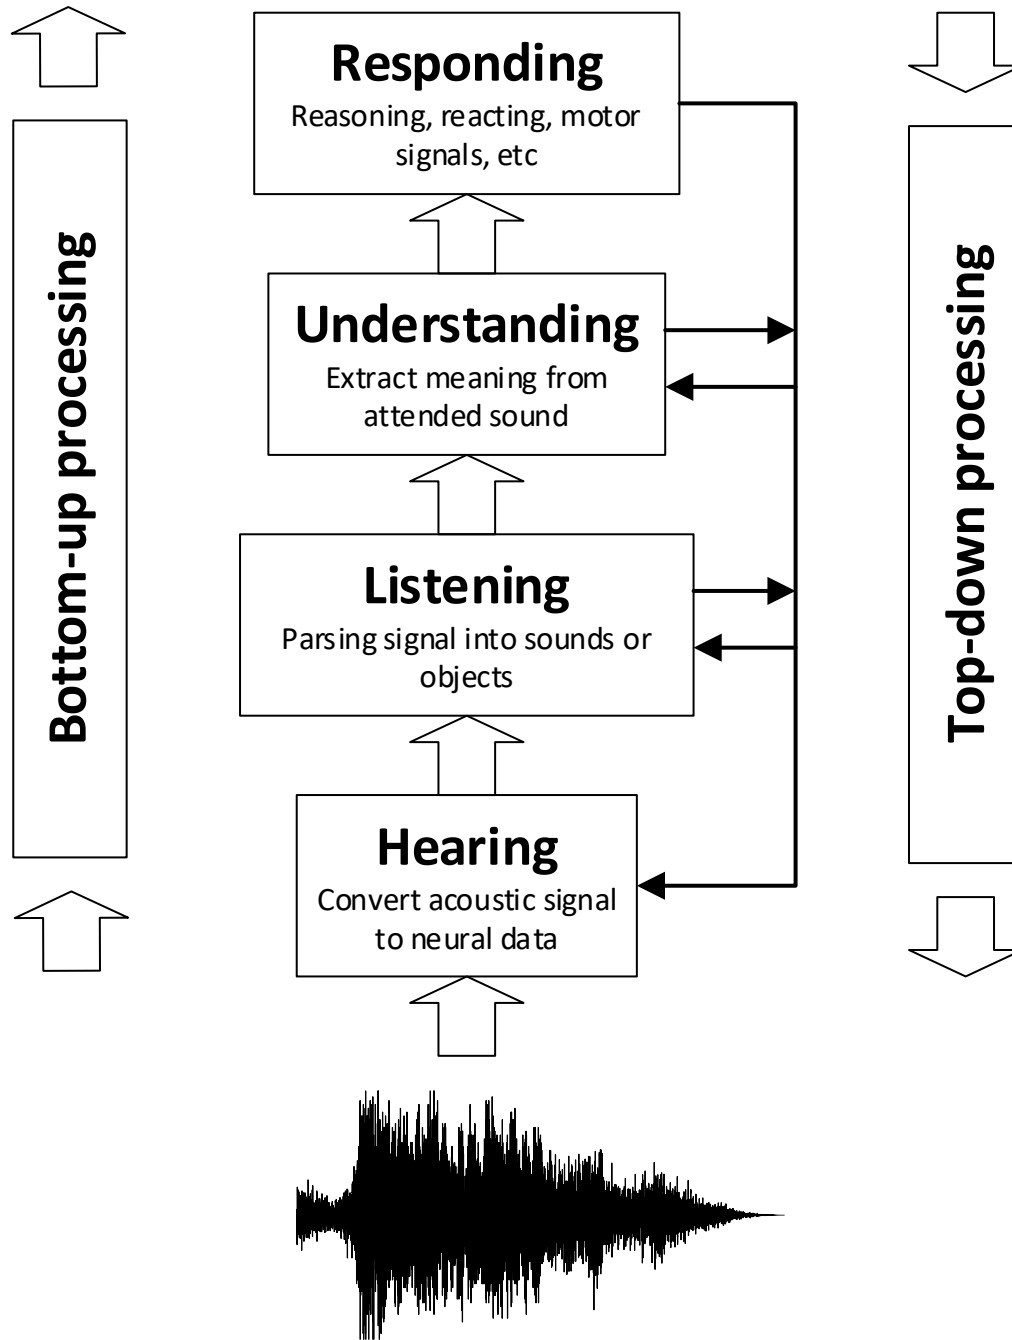 Responding
Reasoning, reacting, motor
signals, etc
Understanding
Extract meaning from
attended sound
Listening
Parsing signal into sounds or
objects
Hearing
Convert acoustic signal
to neural data
Bottom-up processing
Top-down processing